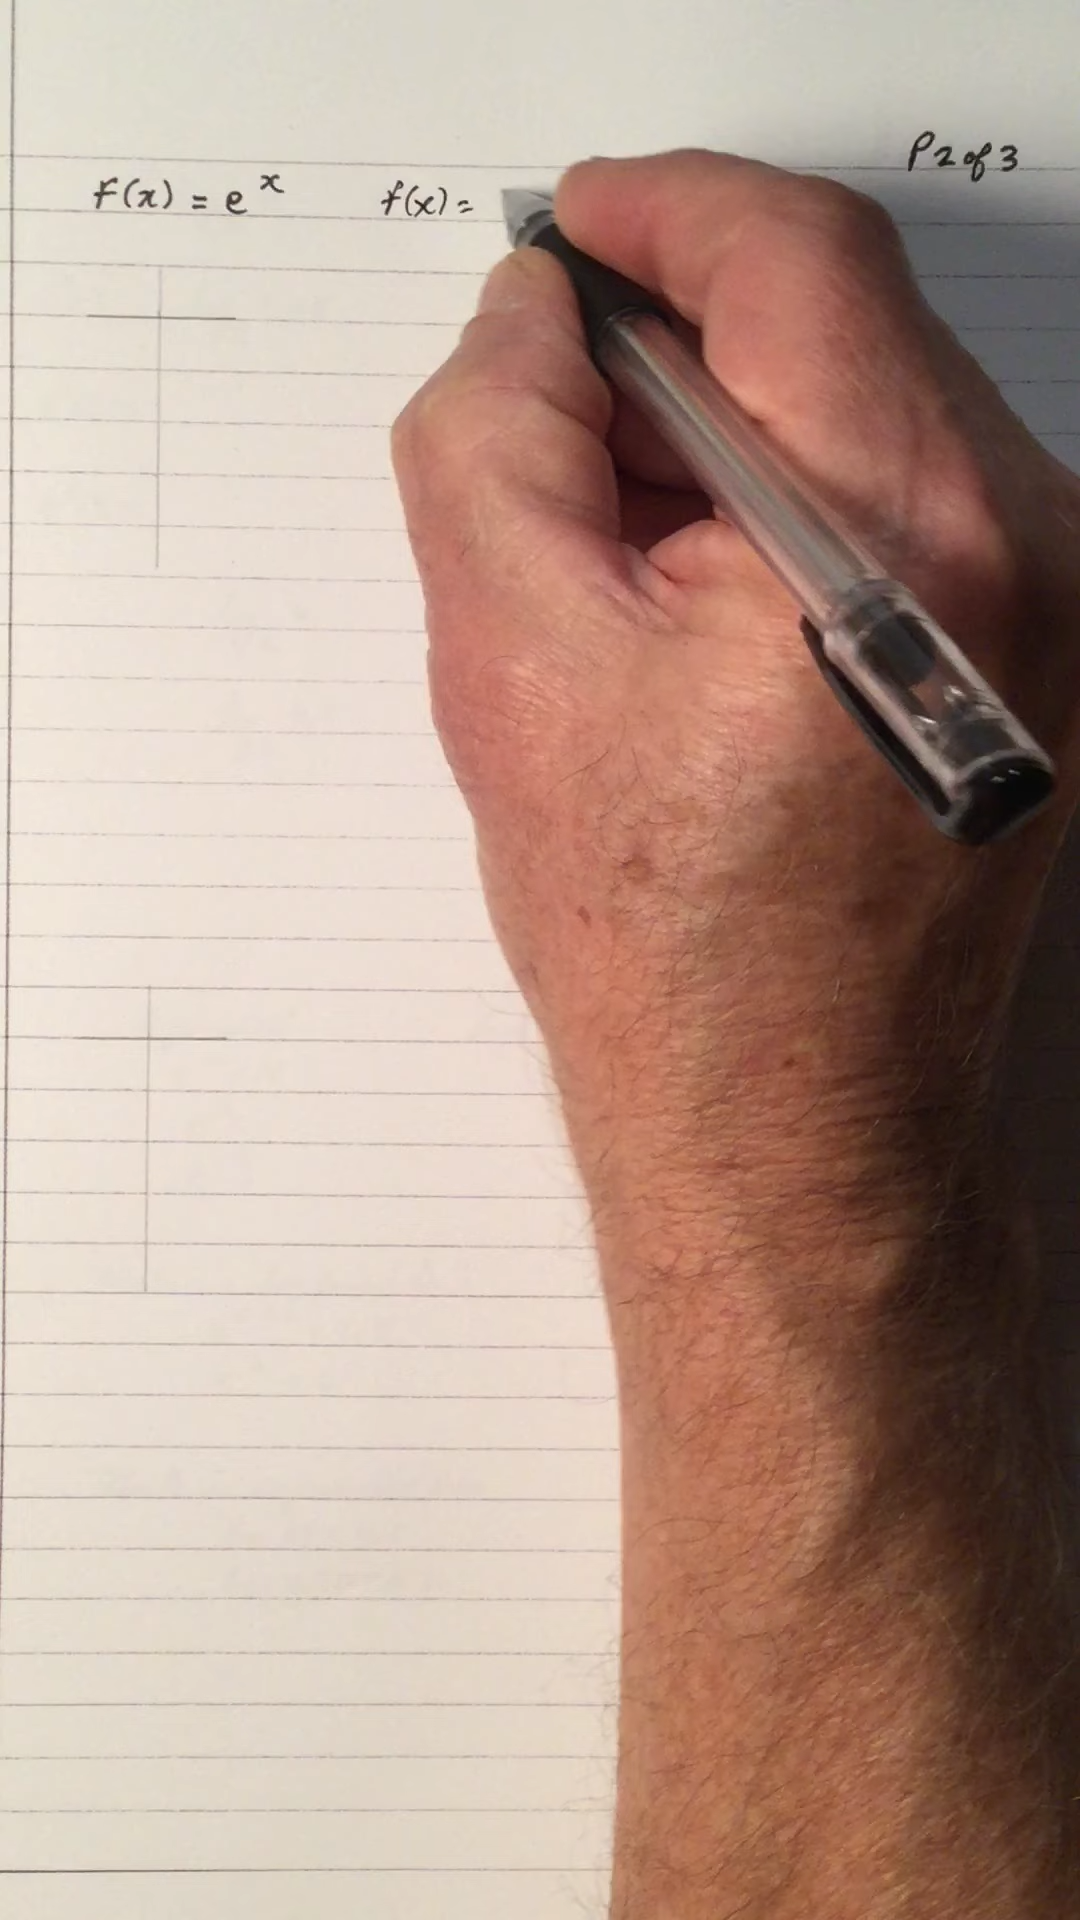 P2 of 3
f(x) = e^x f(x) =